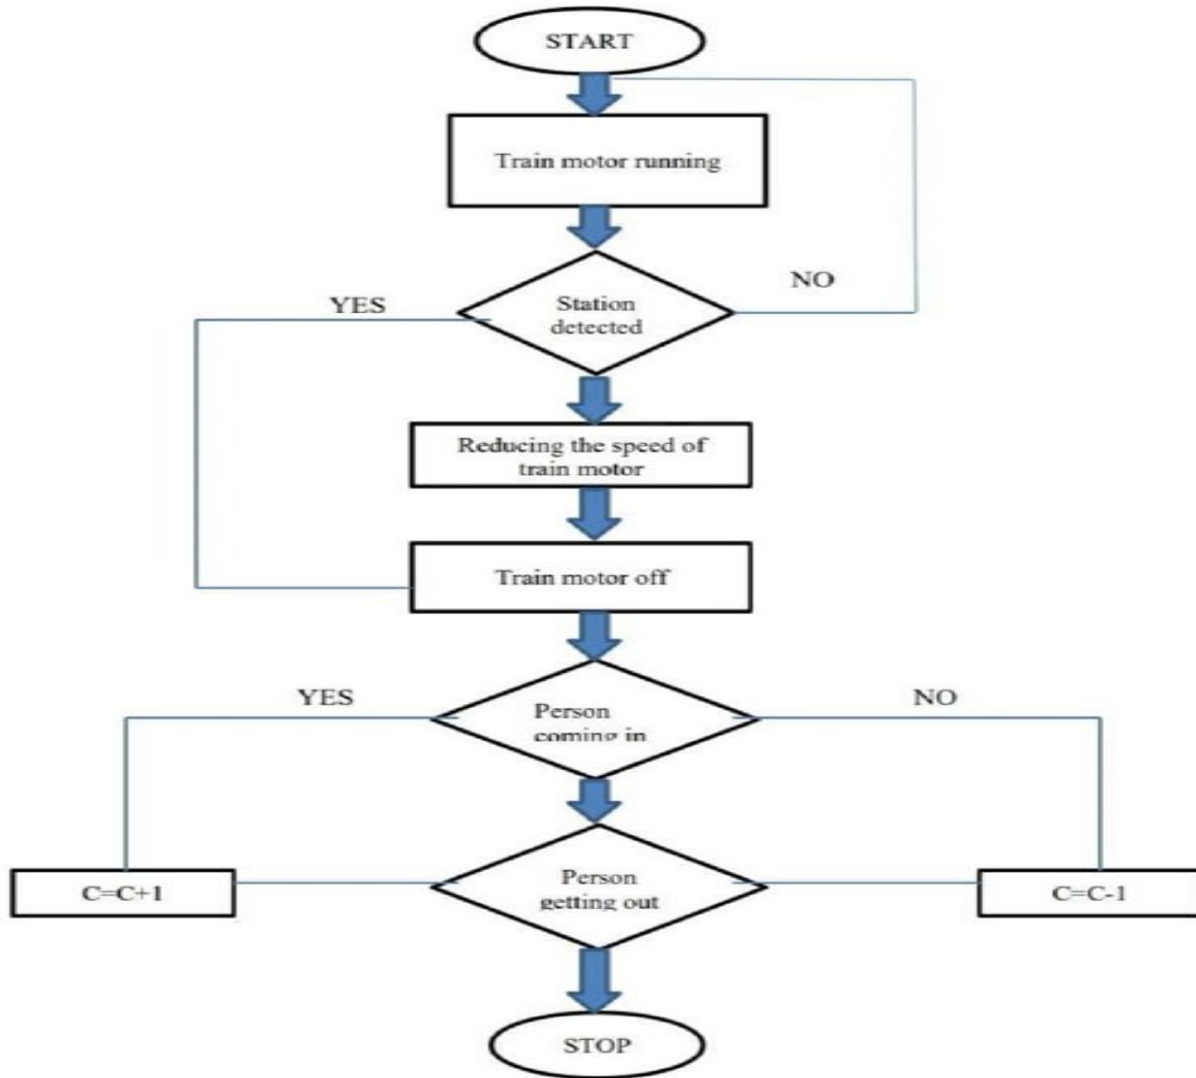 START
Train motor running
NO
YES
Station
detected
Reducing the speed of
train motor
Train motor off
YES
NO
Person
coming in
Person
getting out
C=C+1
C=C-1
STOP